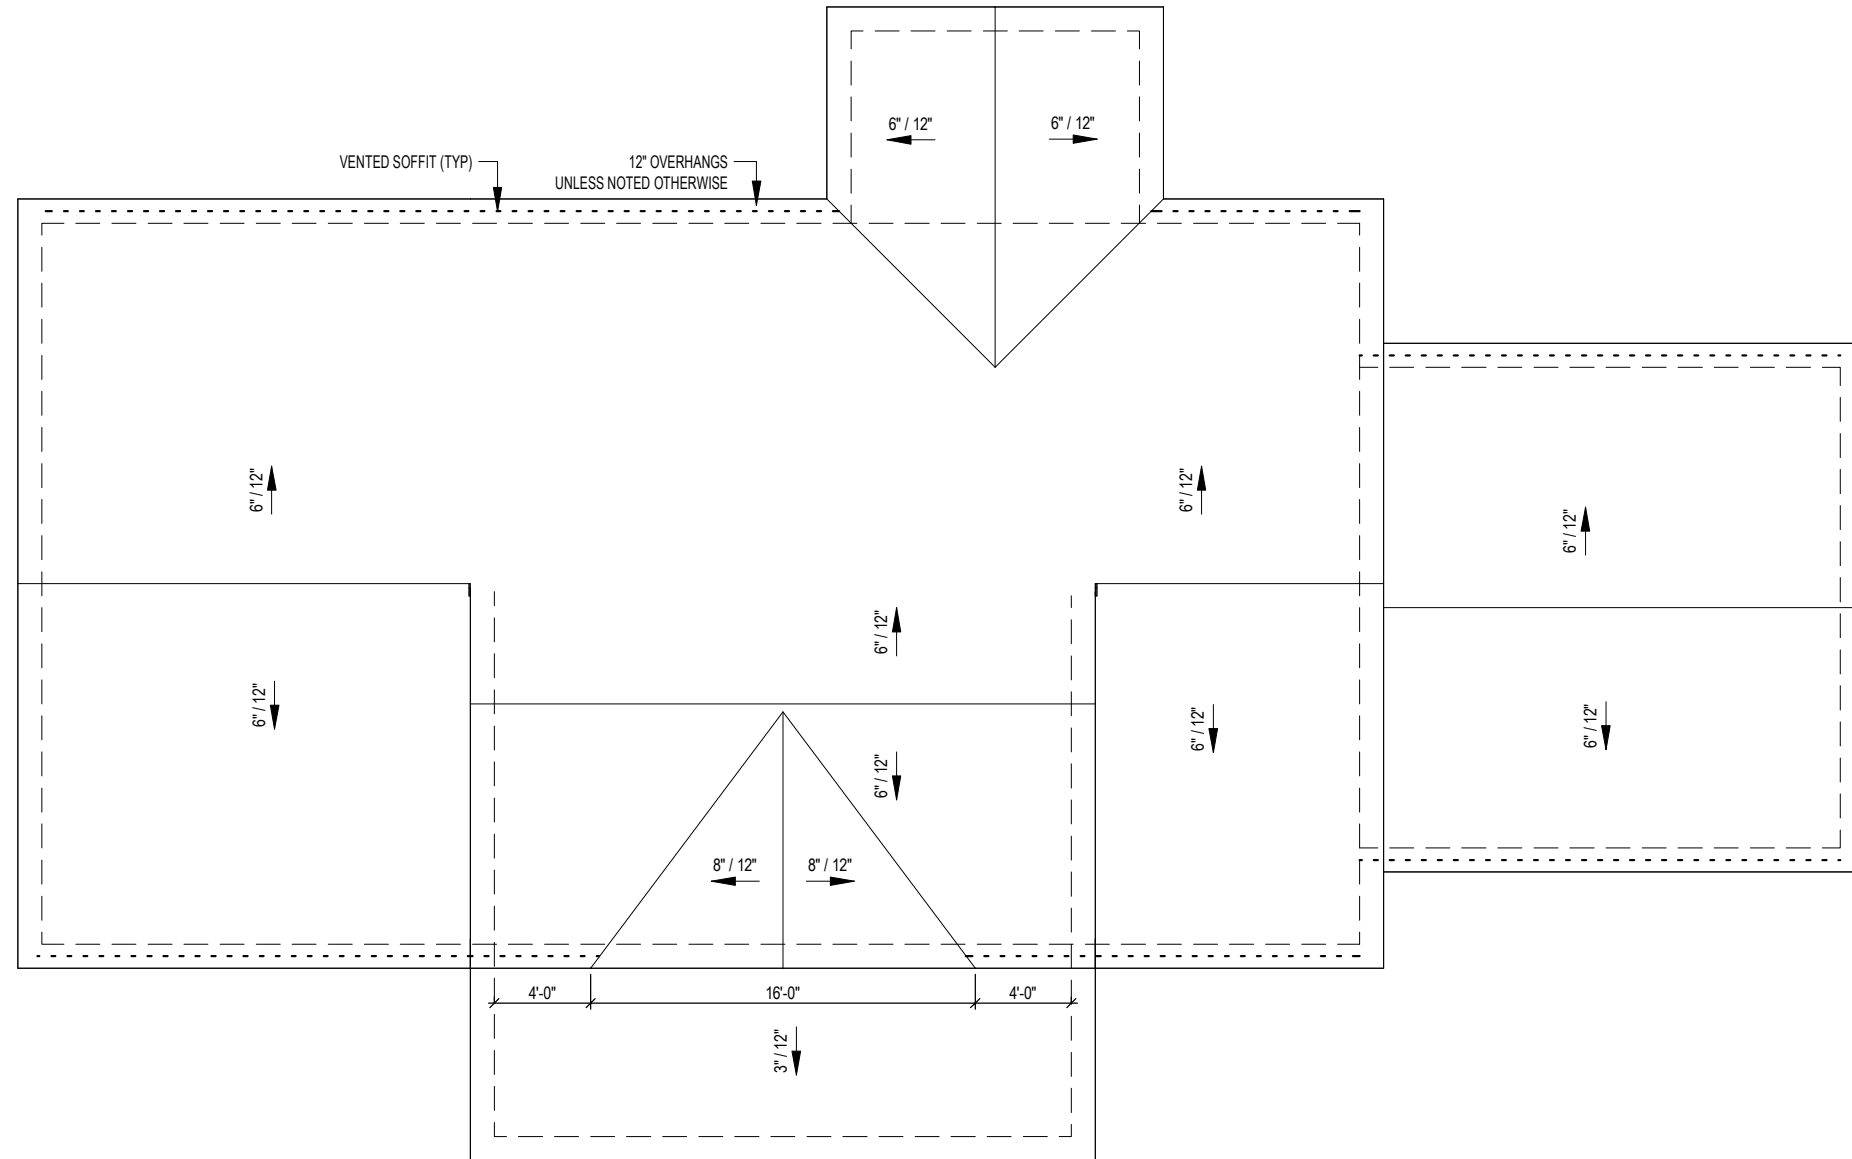 6" / 12"
6" / 12"
VENTED SOFFIT (TYP)
12" OVERHANGS
UNLESS NOTED OTHERWISE
6" / 12"
6" / 12"
6" / 12"
6" / 12"
6" / 12"
6" / 12"
6" / 12"
6" / 12"
8" / 12"
8" / 12"
4'-0"
16'-0"
4'-0"
3" / 12"